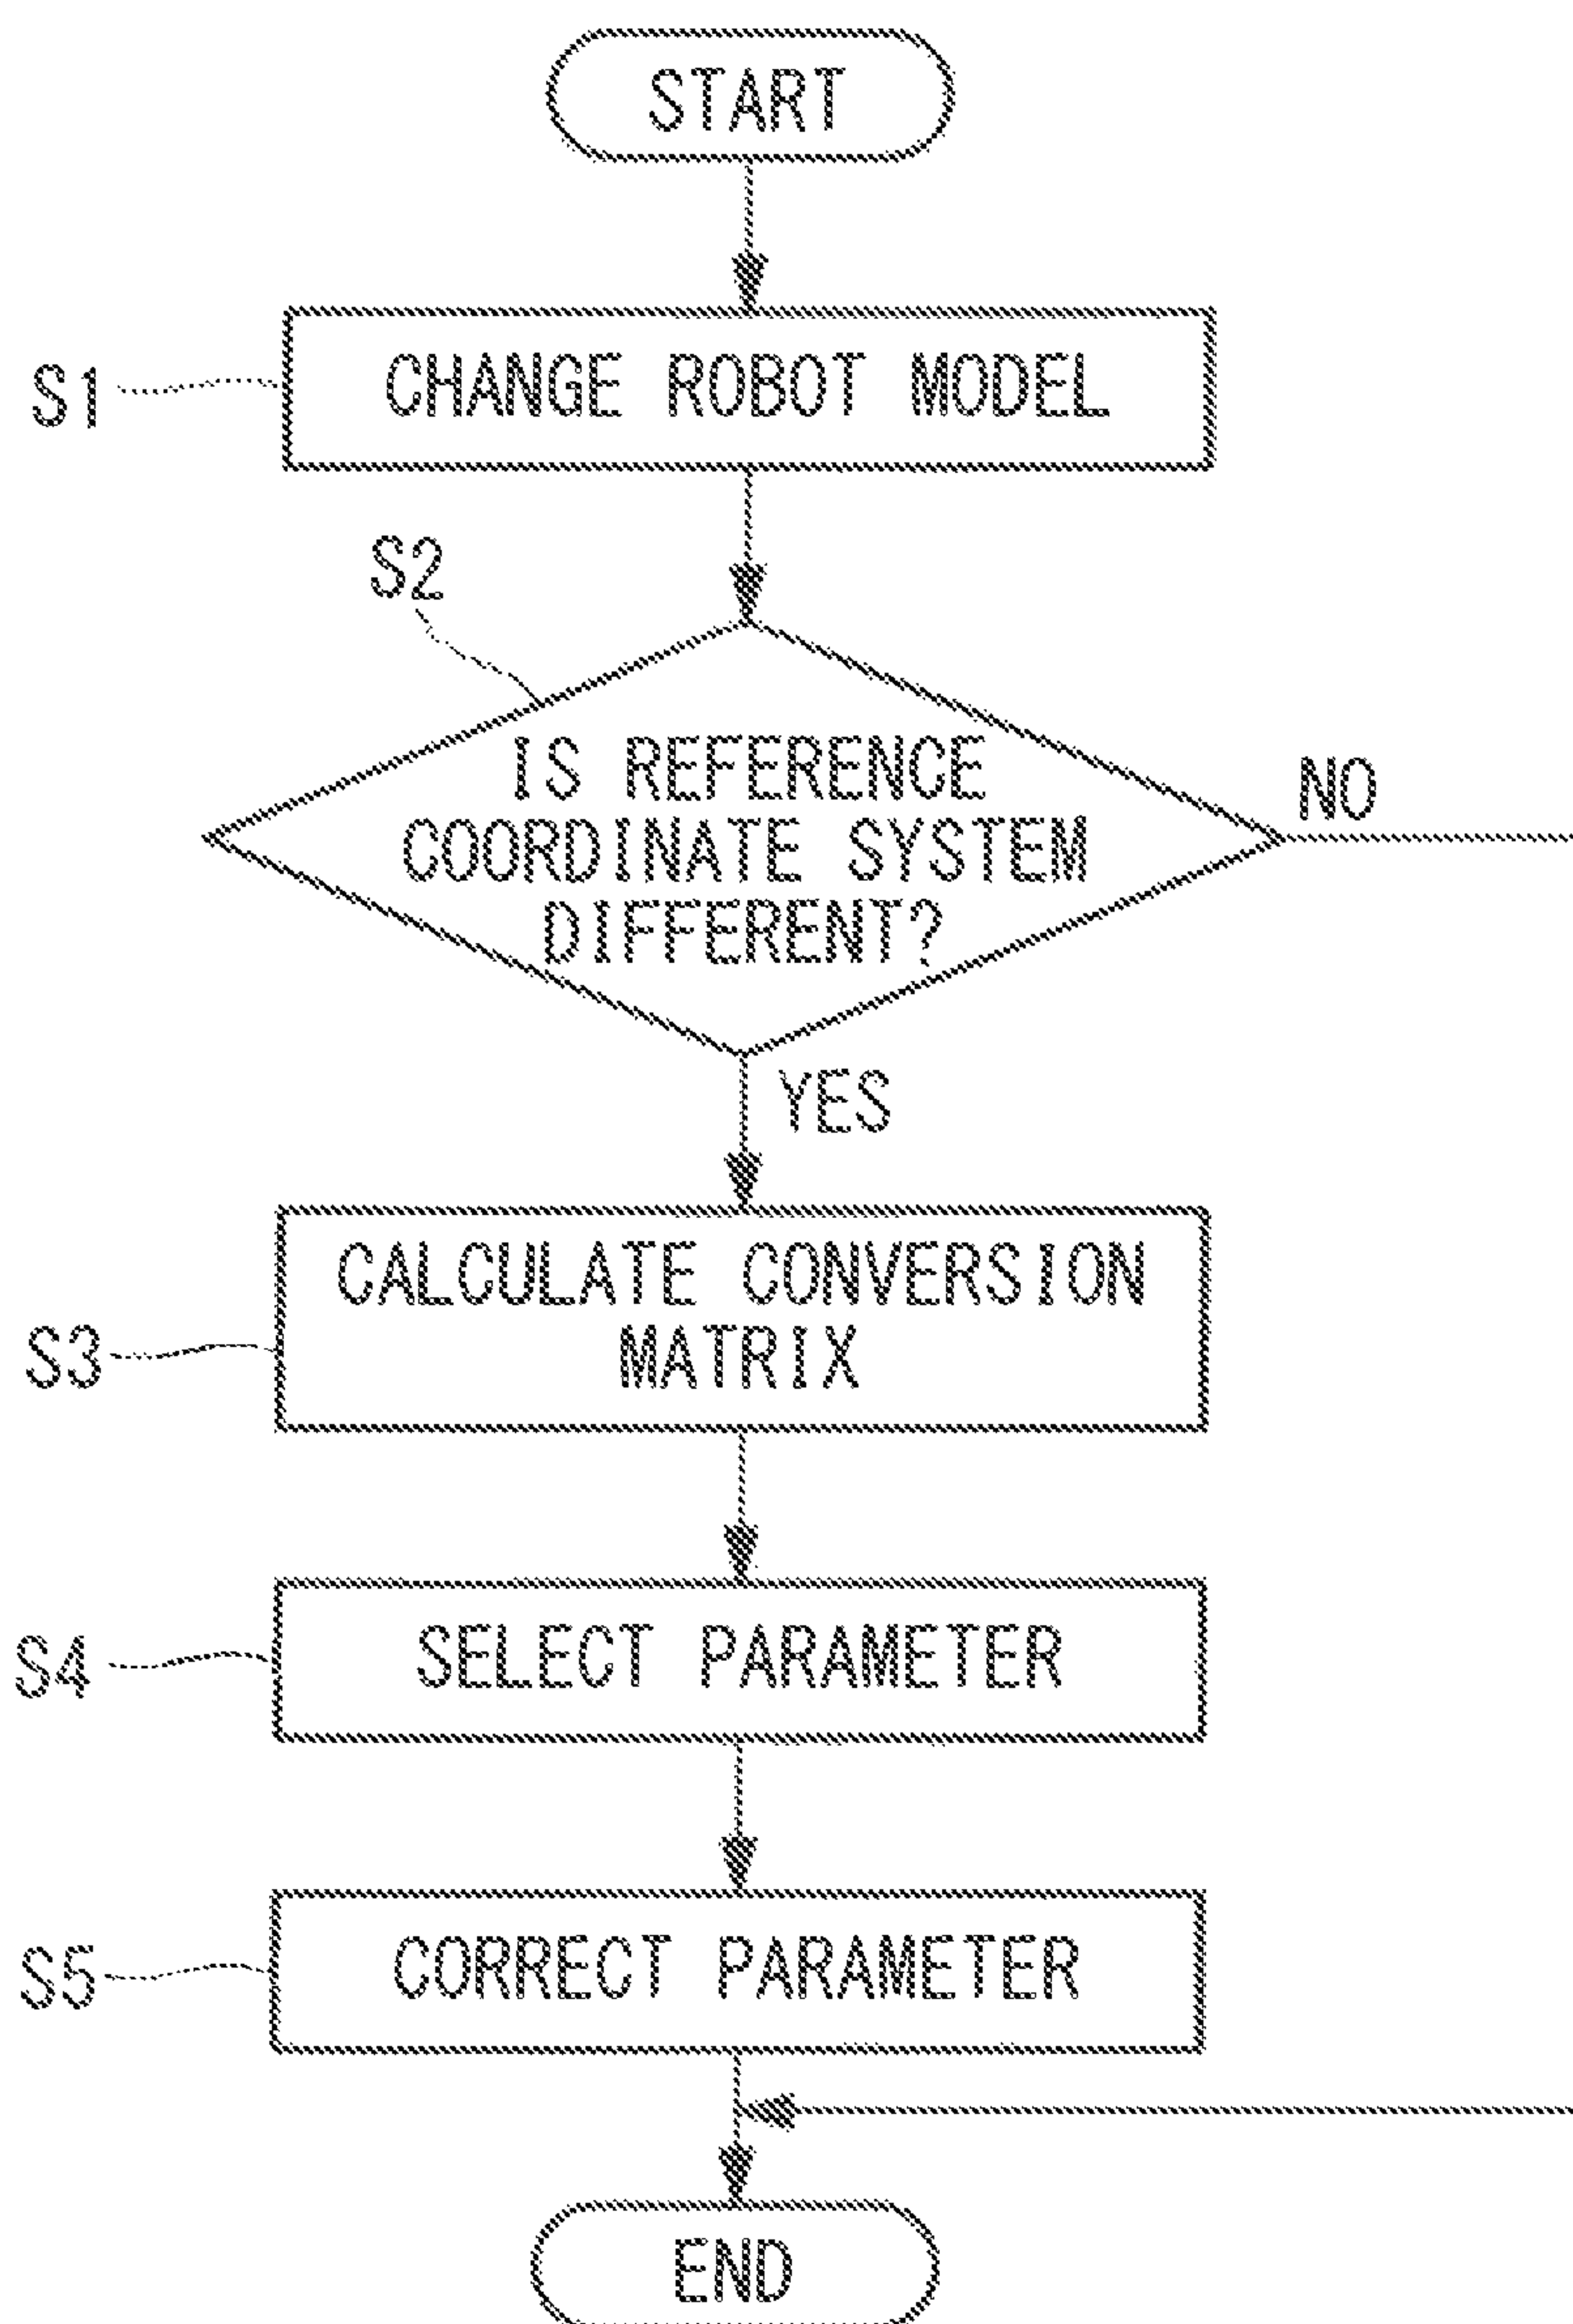 START
S1
CHANGE ROBOT MODEL
S2
IS REFERENCE
COORDINATE SYSTEM
DIFFERENT?
NO
YES
S3
CALCULATE CONVERSION
MATRIX
S4
SELECT PARAMETER
S5
CORRECT PARAMETER
END